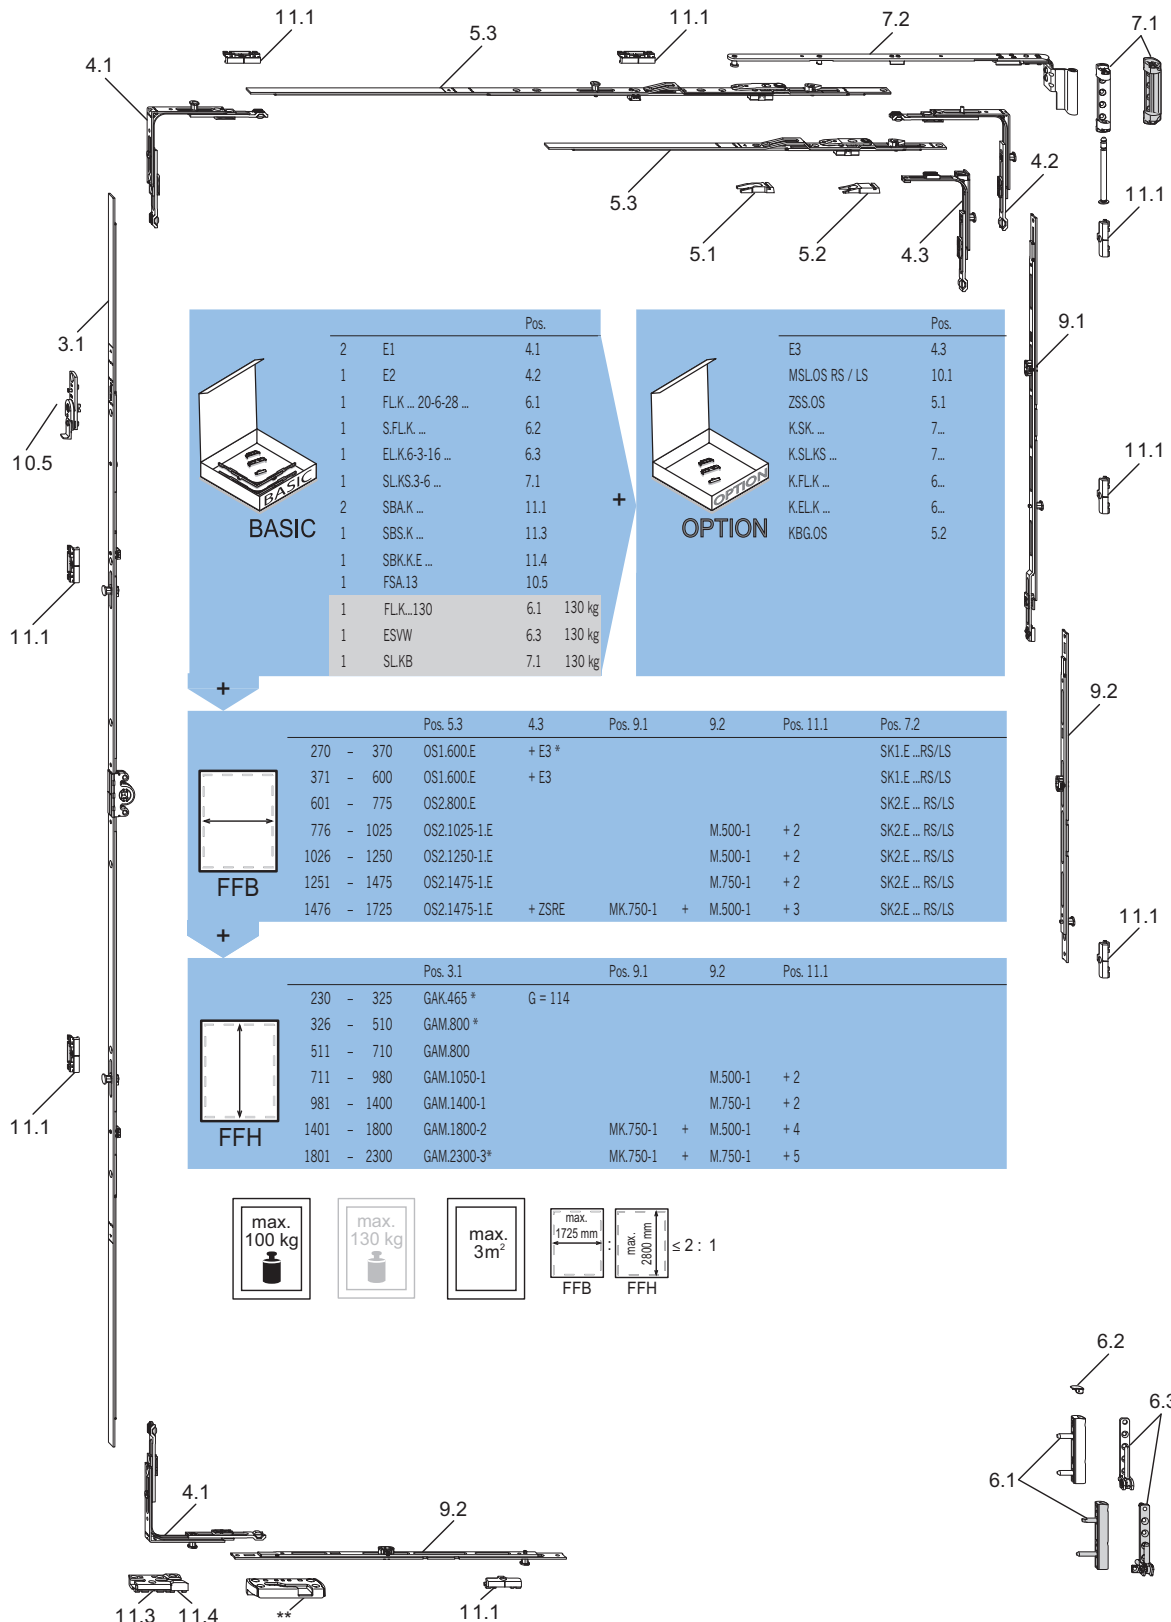 11.1
5.3
11.1
7.2
7.1
4.1
5.3
4.2
5.1
5.2
4.3
11.1
3.1
9.1
10.5
11.1
11.1
9.2
11.1
11.1
Pos.
2 E1 4.1
1 E2 4.2
1 FL.K ... 20-6-28 ... 6.1
1 S.FL.K. ... 6.2
1 EL.K.6-3-16 ... 6.3
1 SL.KS.3-6 ... 7.1
2 SBA.K ... 11.1
1 SBS.K ... 11.3
1 SBK.K.E ... 11.4
1 FSA.13 10.5
1 FL.K...130 6.1 130 kg
1 ESVW 6.3 130 kg
1 SL.KB 7.1 130 kg
BASIC
BASIC
+
Pos.
E3 4.3
MSL.OS RS / LS 10.1
ZSS.OS 5.1
K.SK. ... 7...
K.SL.KS ... 7...
K.FL.K ... 6...
K.EL.K ... 6...
KBG.OS 5.2
OPTION
OPTION
+
Pos. 5.3 4.3 Pos. 9.1 9.2 Pos. 11.1 Pos. 7.2
270 – 370 OS1.600.E + E3 * SK1.E ...RS/LS
371 – 600 OS1.600.E + E3 SK1.E ...RS/LS
601 – 775 OS2.800.E SK2.E ... RS/LS
776 – 1025 OS2.1025-1.E M.500-1 + 2 SK2.E ... RS/LS
1026 – 1250 OS2.1250-1.E M.500-1 + 2 SK2.E ... RS/LS
1251 – 1475 OS2.1475-1.E M.750-1 + 2 SK2.E ... RS/LS
1476 – 1725 OS2.1475-1.E + ZSRE MK.750-1 + M.500-1 + 3 SK2.E ... RS/LS
FFB
+
Pos. 3.1 Pos. 9.1 9.2 Pos. 11.1
230 – 325 GAK.465 * G = 114
326 – 510 GAM.800 *
511 – 710 GAM.800
711 – 980 GAM.1050-1 M.500-1 + 2
981 – 1400 GAM.1400-1 M.750-1 + 2
1401 – 1800 GAM.1800-2 MK.750-1 + M.500-1 + 4
1801 – 2300 GAM.2300-3* MK.750-1 + M.750-1 + 5
FFH
max.
100 kg
max.
130 kg
max.
3m²
max.
1725 mm
:
max.
2800 mm
≤ 2 : 1
FFB
FFH
6.2
6.3
6.1
4.1
9.2
11.3
11.4
**
11.1